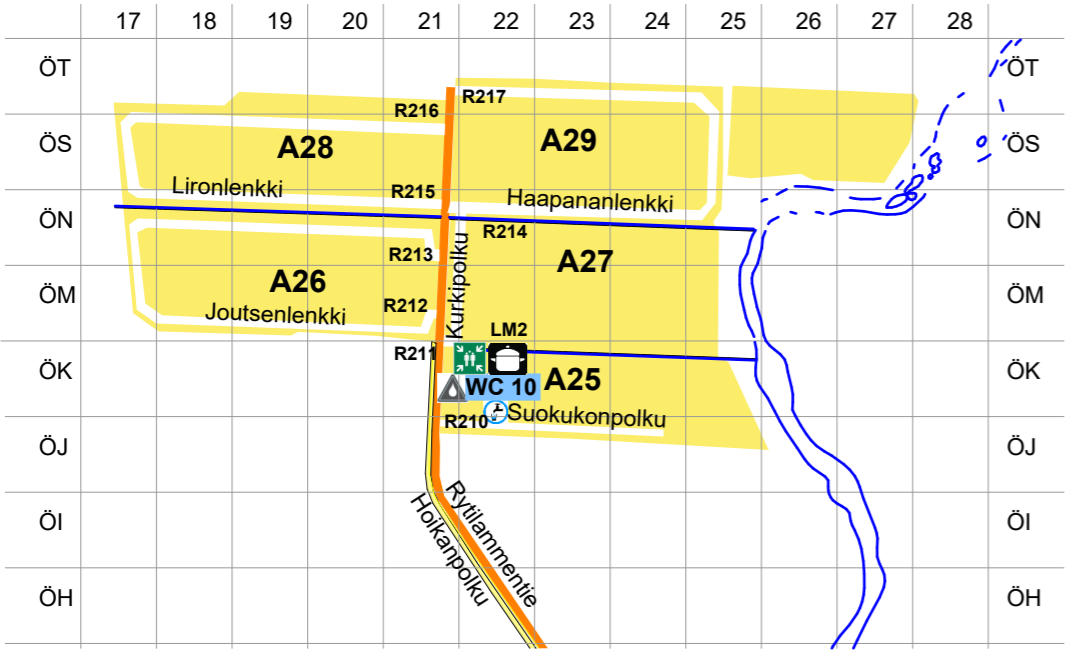 17 18 19 20 21 22 23 24 25 26 27 28
ÖT ÖT
R217
R216
ÖS A28 A29 ÖS
Lironlenkki R215 Haapananlenkki
ÖN ÖN
R214
R213 Kurkipolku A27
A26
ÖM ÖM
Joutsenlenkki R212
LM2
R211
ÖK A25 ÖK
WC 10
R210 Suokukonpolku
ÖJ ÖJ
Rytilammentie
Hoikanpolku
ÖI ÖI
ÖH ÖH